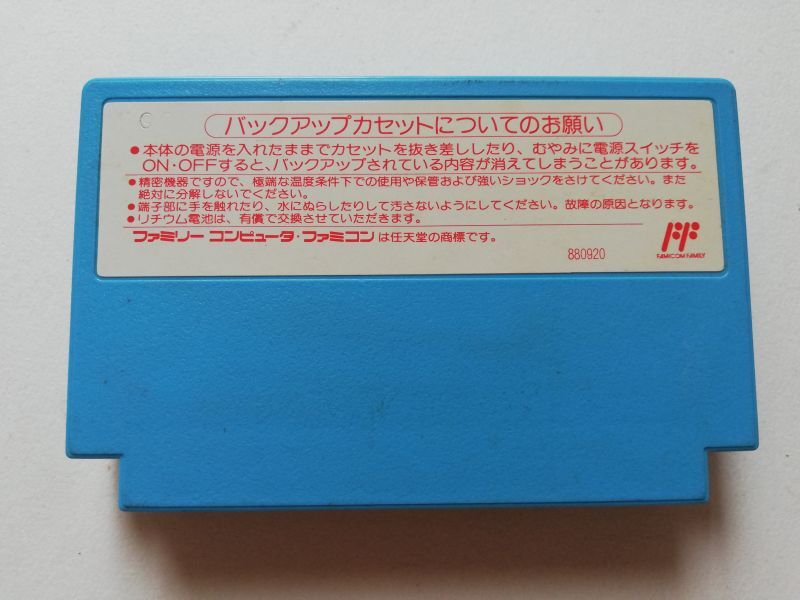 C
バックアップカセットについてのお願い
●本体の電源を入れたままでカセットを抜き差ししたり、むやみに電源スイッチを
ON・OFFすると、バックアップされている内容が消えてしまうことがあります。
●精密機器ですので、極端な温度条件下での使用や保管および強いショックをさけてください。また
絶対に分解しないでください。
●端子部に手を触れたり、水にぬらしたりして汚さないようにしてください。故障の原因となります。
●リチウム電池は、有償で交換させていただきます。
ファミリー コンピュータ・ファミコンは任天堂の商標です。
880920
FAMICOM FAMILY